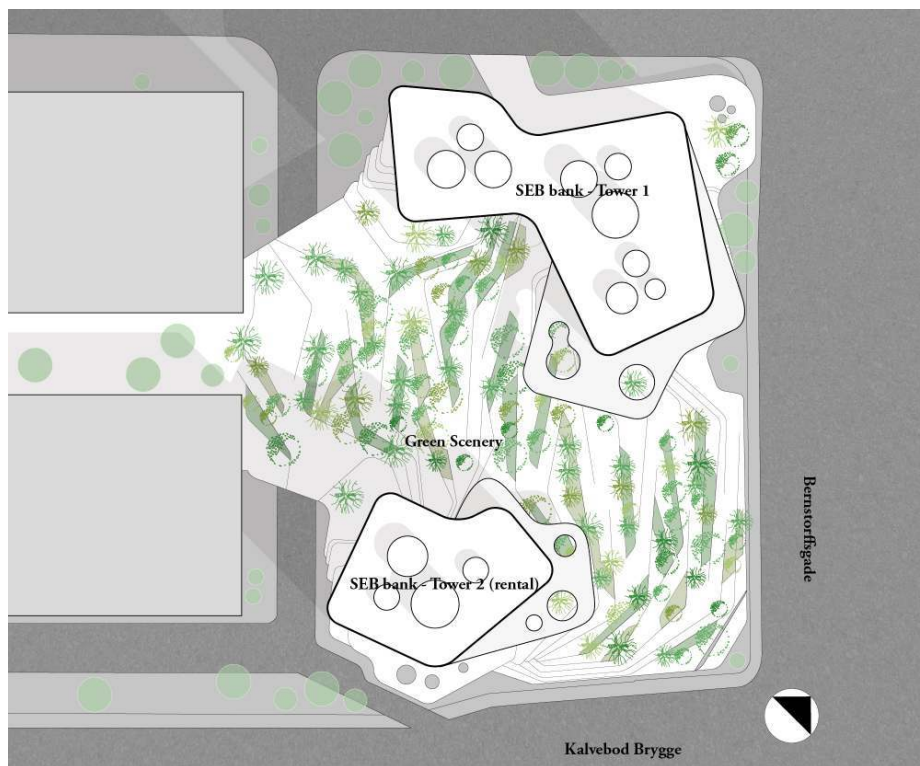 SEB bank - Tower 1
Green Scenery
Bernstorffsgade
SEB bank - Tower 2 (rental)
Kalvebod Brygge